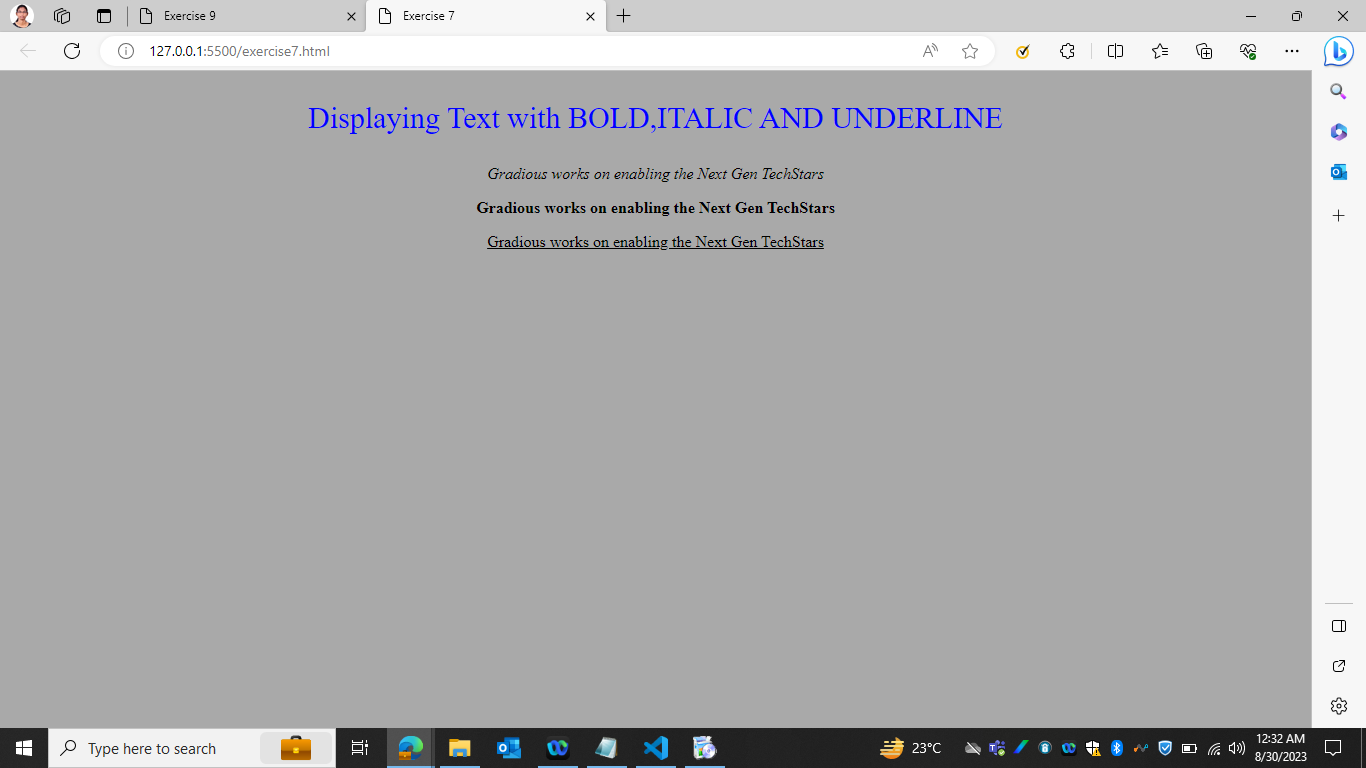 Exercise 9
Exercise 7
127.0.0.1:5500/exercise7.html
Displaying Text with BOLD,ITALIC AND UNDERLINE
Gradious works on enabling the Next Gen TechStars
Gradious works on enabling the Next Gen TechStars
Gradious works on enabling the Next Gen TechStars
Type here to search
23°C
12:32 AM
8/30/2023